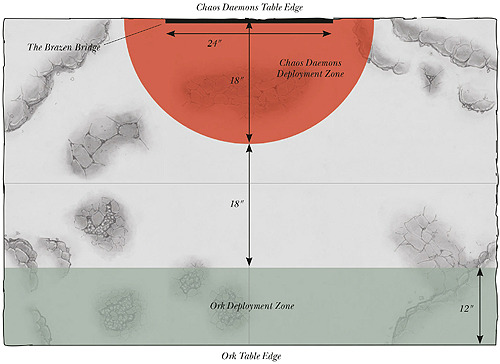 Chaos Daemons Table Edge
The Brazen Bridge
24"
18"
Chaos Daemons
Deployment Zone
18"
Ork Deployment Zone
12"
Ork Table Edge